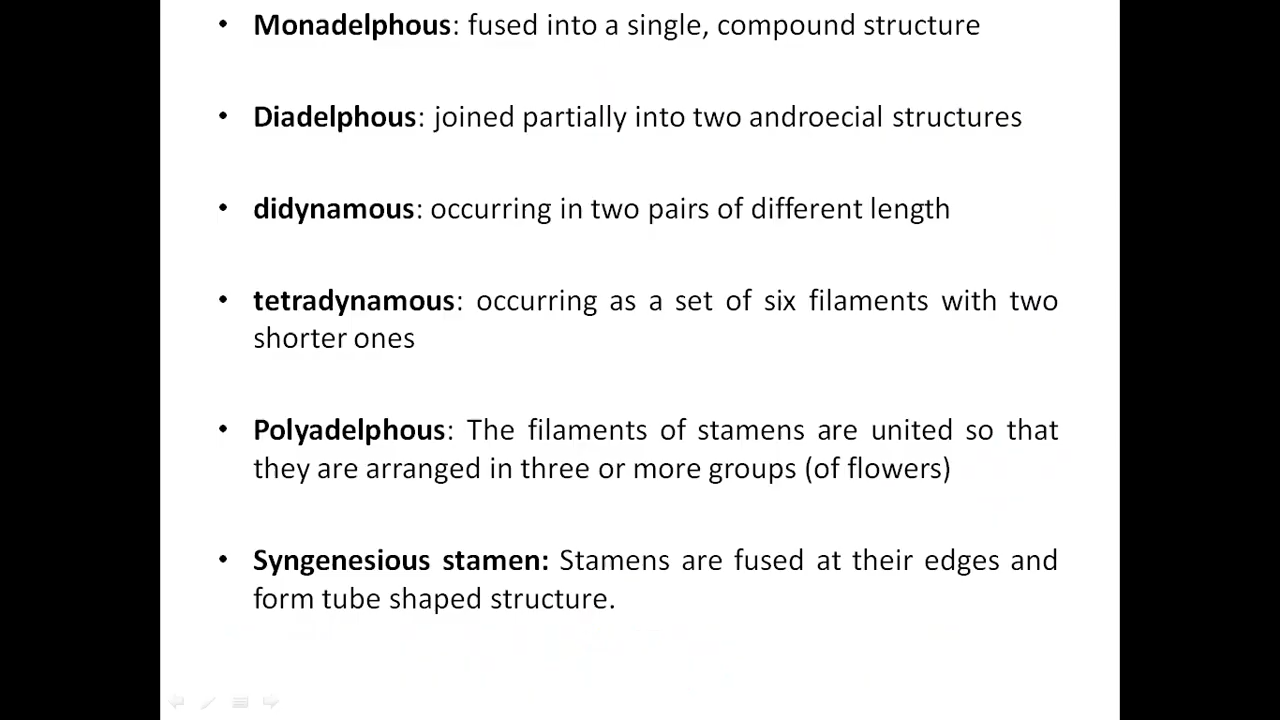 • Monadelphous: fused into a single, compound structure
• Diadelphous: joined partially into two androecial structures
• didynamous: occurring in two pairs of different length
• tetradynamous: occurring as a set of six filaments with two
shorter ones
• Polyadelphous: The filaments of stamens are united so that
they are arranged in three or more groups (of flowers)
• Syngenesious stamen: Stamens are fused at their edges and
form tube shaped structure.